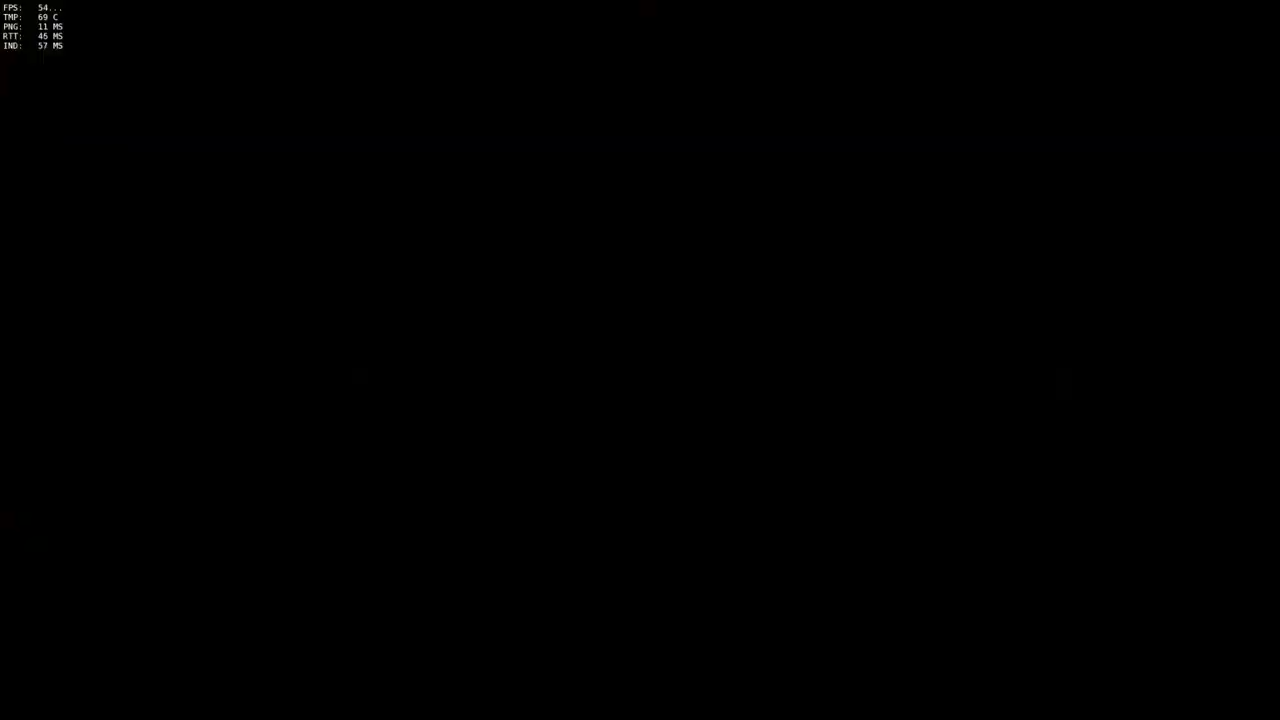 FPS: 54...
TMP: 69 C
PNG: 11 MS
RTT: 45 MS
IND: 57 MS